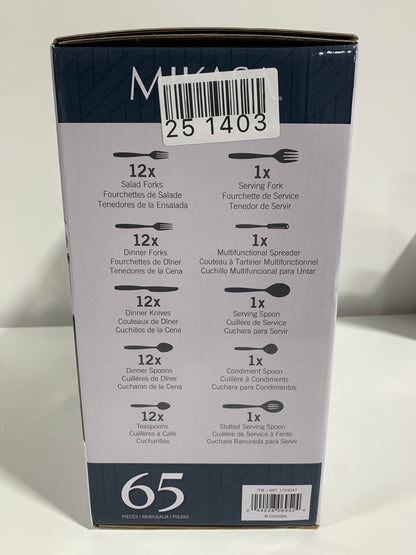 MIKASA
25 1403
12x
Salad Forks
Fourchettes de Salade
Tenedores de la Ensalada
1x
Serving Fork
Fourchette de Service
Tenedor de Servir
12x
Dinner Forks
Fourchettes de Dîner
Tenedores de la Cena
1x
Multifunctional Spreader
Couteau à Tartiner Multifonctionnel
Cuchillo Multifuncional para Untar
12x
Dinner Knives
Couteaux de Dîner
Cuchillos de la Cena
1x
Serving Spoon
Cuillère de Service
Cuchara para Servir
12x
Dinner Spoons
Cuillères de Dîner
Cucharas de la Cena
1x
Condiment Spoon
Cuillère à Condiments
Cuchara para Condimentos
12x
Teaspoons
Cuillères à Café
Cucharillas
1x
Slotted Serving Spoon
Cuillère de Service à Fente
Cuchara Ranurada para Servir
65
PIECES | MORCEAUX | PIEZAS
ITM. / ART. 1759347